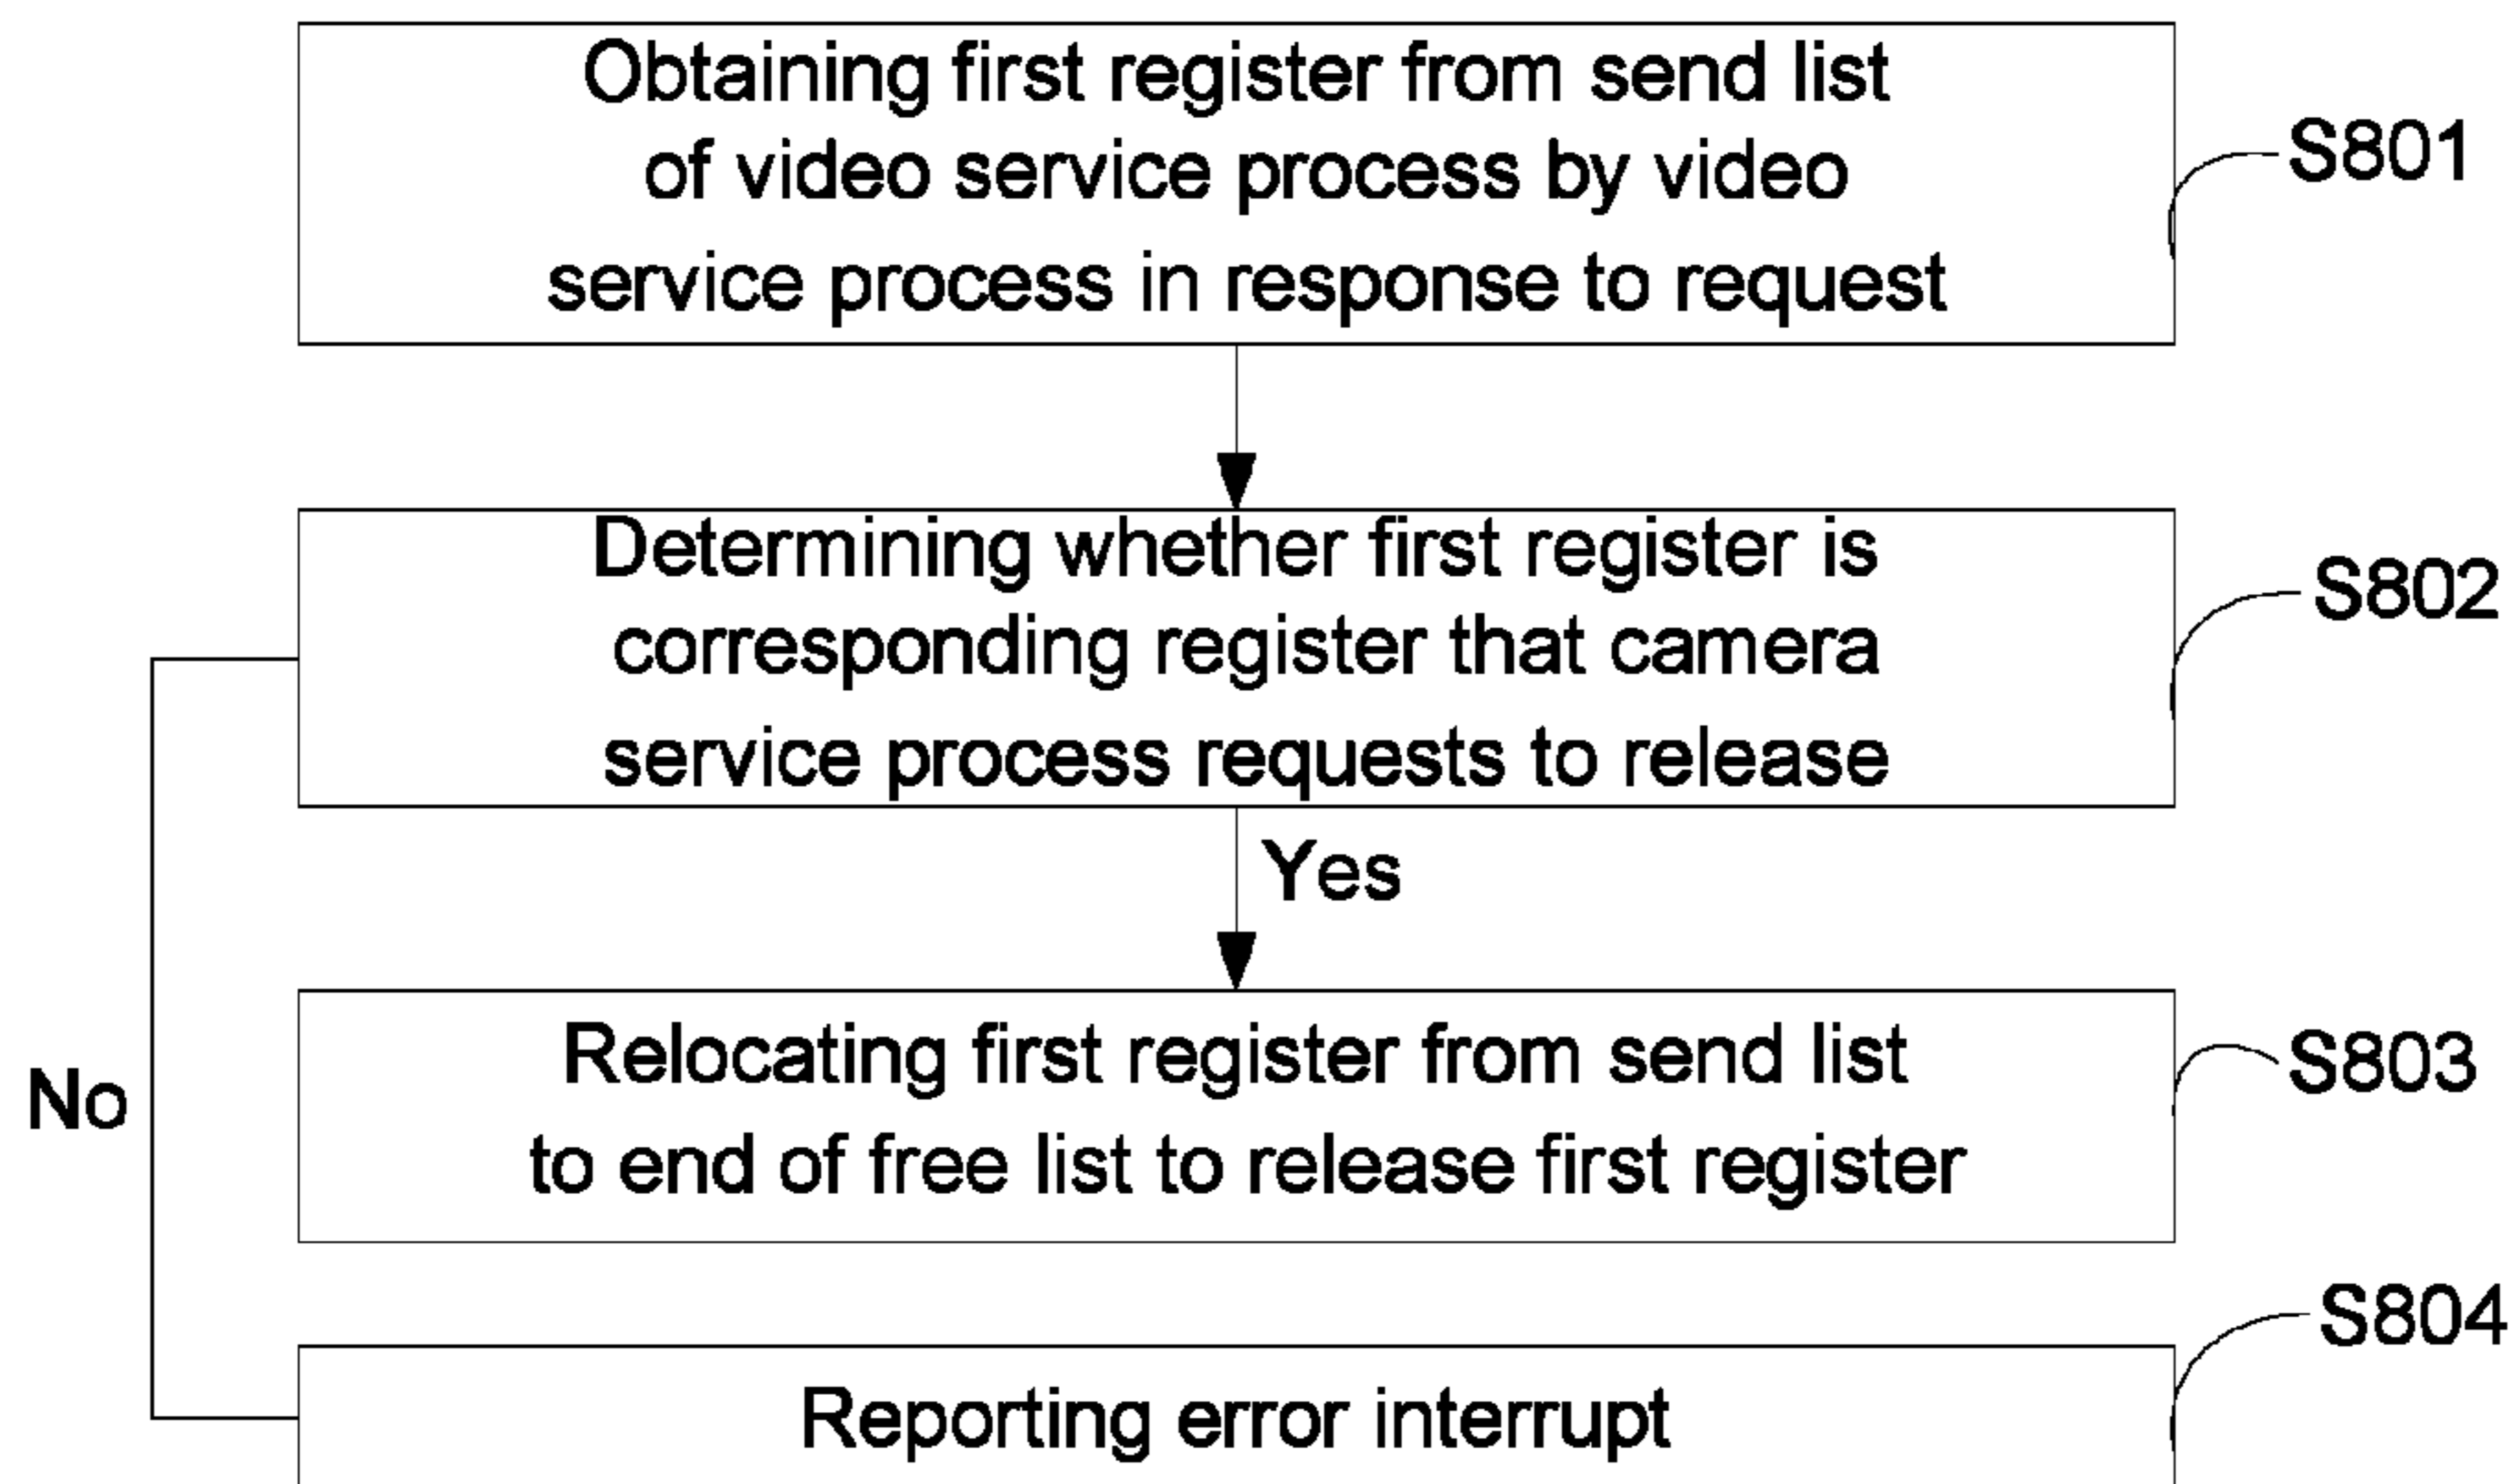 Obtaining first register from send list
of video service process by video
service process in response to request
S801
Determining whether first register is
corresponding register that camera
service process requests to release
S802
Yes
No
Relocating first register from send list
to end of free list to release first register
S803
S804
Reporting error interrupt